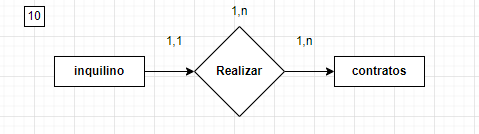 10
1,n
1,1
1,n
inquilino
Realizar
contratos